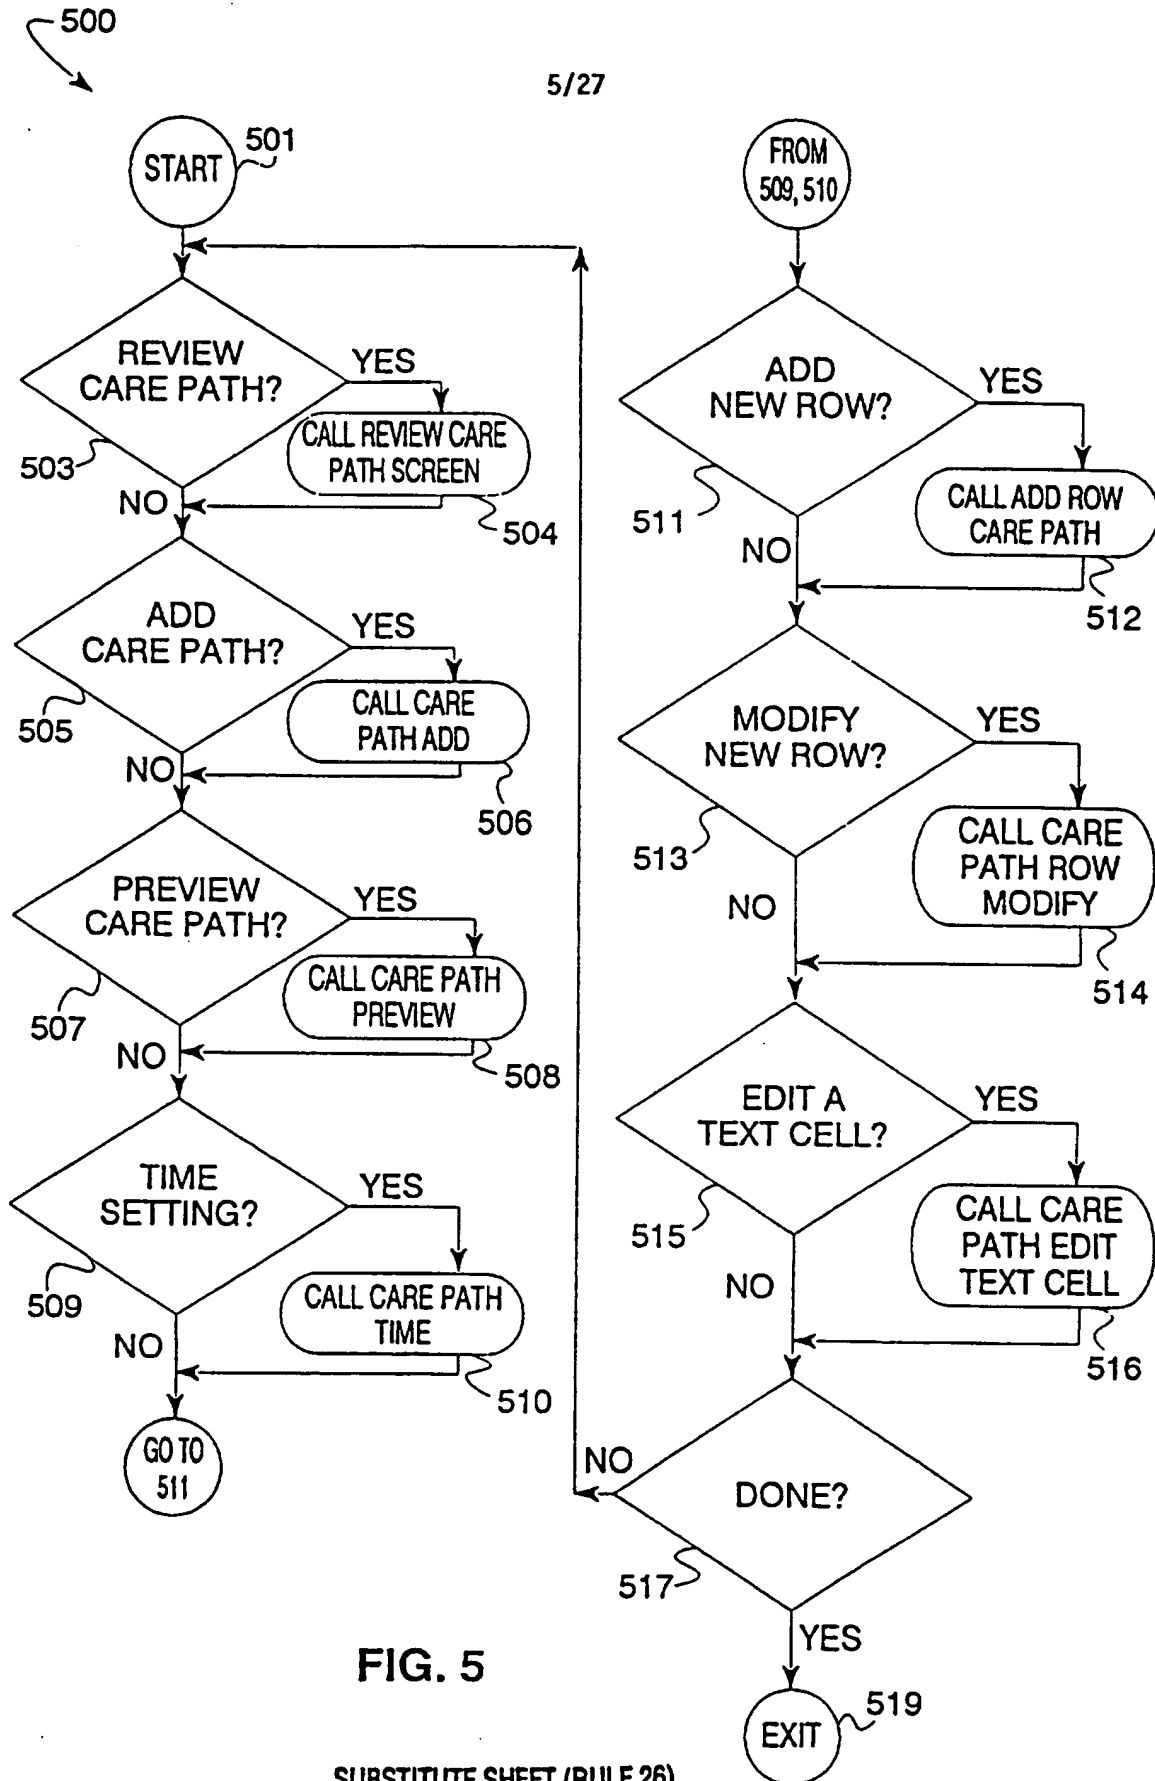 500
5/27
START
501
REVIEW
CARE PATH?
YES
503
NO
CALL REVIEW CARE
PATH SCREEN
504
ADD
CARE PATH?
YES
505
NO
CALL CARE
PATH ADD
506
PREVIEW
CARE PATH?
YES
507
NO
CALL CARE PATH
PREVIEW
508
TIME
SETTING?
YES
509
NO
CALL CARE PATH
TIME
510
GO TO
511
FROM
509, 510
ADD
NEW ROW?
YES
511
NO
CALL ADD ROW
CARE PATH
512
MODIFY
NEW ROW?
YES
513
NO
CALL CARE
PATH ROW
MODIFY
514
EDIT A
TEXT CELL?
YES
515
NO
CALL CARE
PATH EDIT
TEXT CELL
516
DONE?
NO
517
YES
EXIT
519
FIG. 5
SUBSTITUTE SHEET (RULE 26)